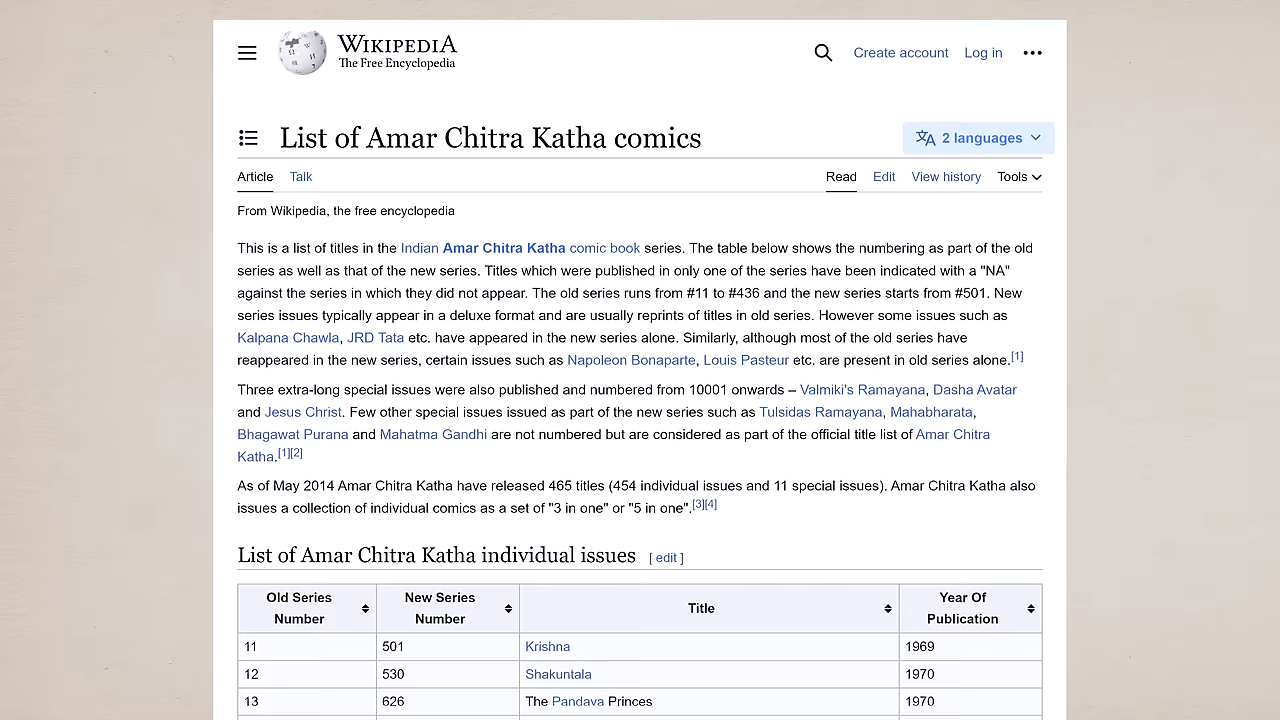 WIKIPEDIA
The Free Encyclopedia
Create account Log in
List of Amar Chitra Katha comics
2 languages
Article Talk Read Edit View history Tools
From Wikipedia, the free encyclopedia
This is a list of titles in the Indian Amar Chitra Katha comic book series. The table below shows the numbering as part of the old
series as well as that of the new series. Titles which were published in only one of the series have been indicated with a "NA"
against the series in which they did not appear. The old series runs from #11 to #436 and the new series starts from #501. New
series issues typically appear in a deluxe format and are usually reprints of titles in old series. However some issues such as
Kalpana Chawla, JRD Tata etc. have appeared in the new series alone. Similarly, although most of the old series have
reappeared in the new series, certain issues such as Napoleon Bonaparte, Louis Pasteur etc. are present in old series alone.[1]
Three extra-long special issues were also published and numbered from 10001 onwards – Valmiki's Ramayana, Dasha Avatar
and Jesus Christ. Few other special issues issued as part of the new series such as Tulsidas Ramayana, Mahabharata,
Bhagawat Purana and Mahatma Gandhi are not numbered but are considered as part of the official title list of Amar Chitra
Katha.[1][2]
As of May 2014 Amar Chitra Katha have released 465 titles (454 individual issues and 11 special issues). Amar Chitra Katha also
issues a collection of individual comics as a set of "3 in one" or "5 in one".[3][4]
List of Amar Chitra Katha individual issues [ edit ]
Old Series Number New Series Number Title Year Of Publication
11 501 Krishna 1969
12 530 Shakuntala 1970
13 626 The Pandava Princes 1970